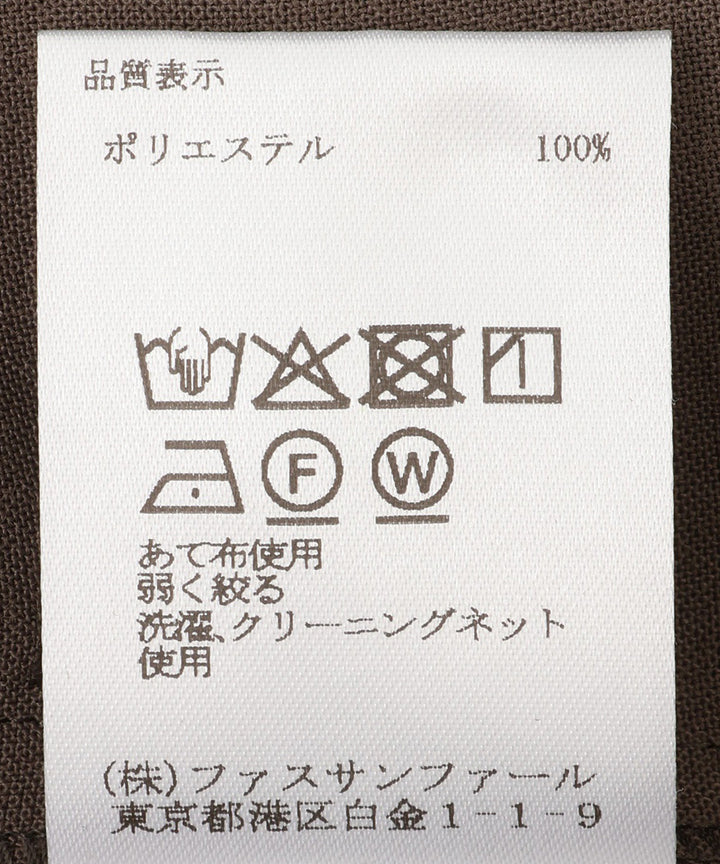 品質表示
ポリエステル 100%
F W
あて布使用
弱く絞る
洗濯、クリーニングネット
使用
(株)ファスサンファール
東京都港区白金1-1-9